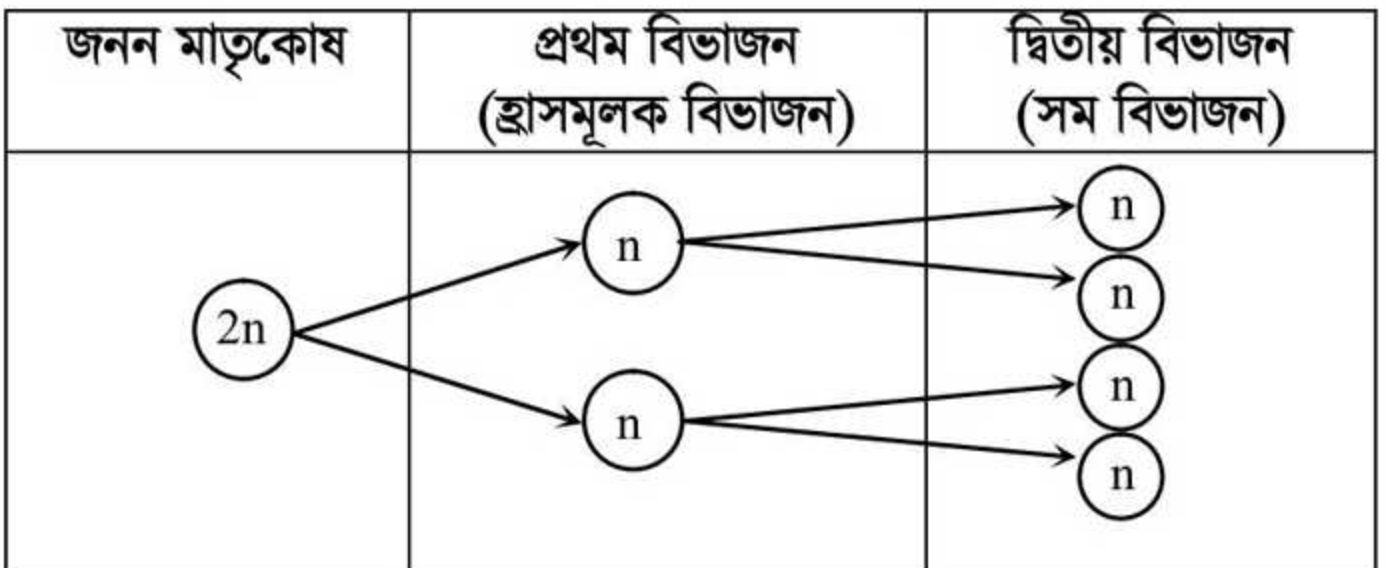 জনন মাতৃকোষ
প্রথম বিভাজন
(হ্রাসমূলক বিভাজন)
দ্বিতীয় বিভাজন
(সম বিভাজন)
2n
n
n
n
n
n
n